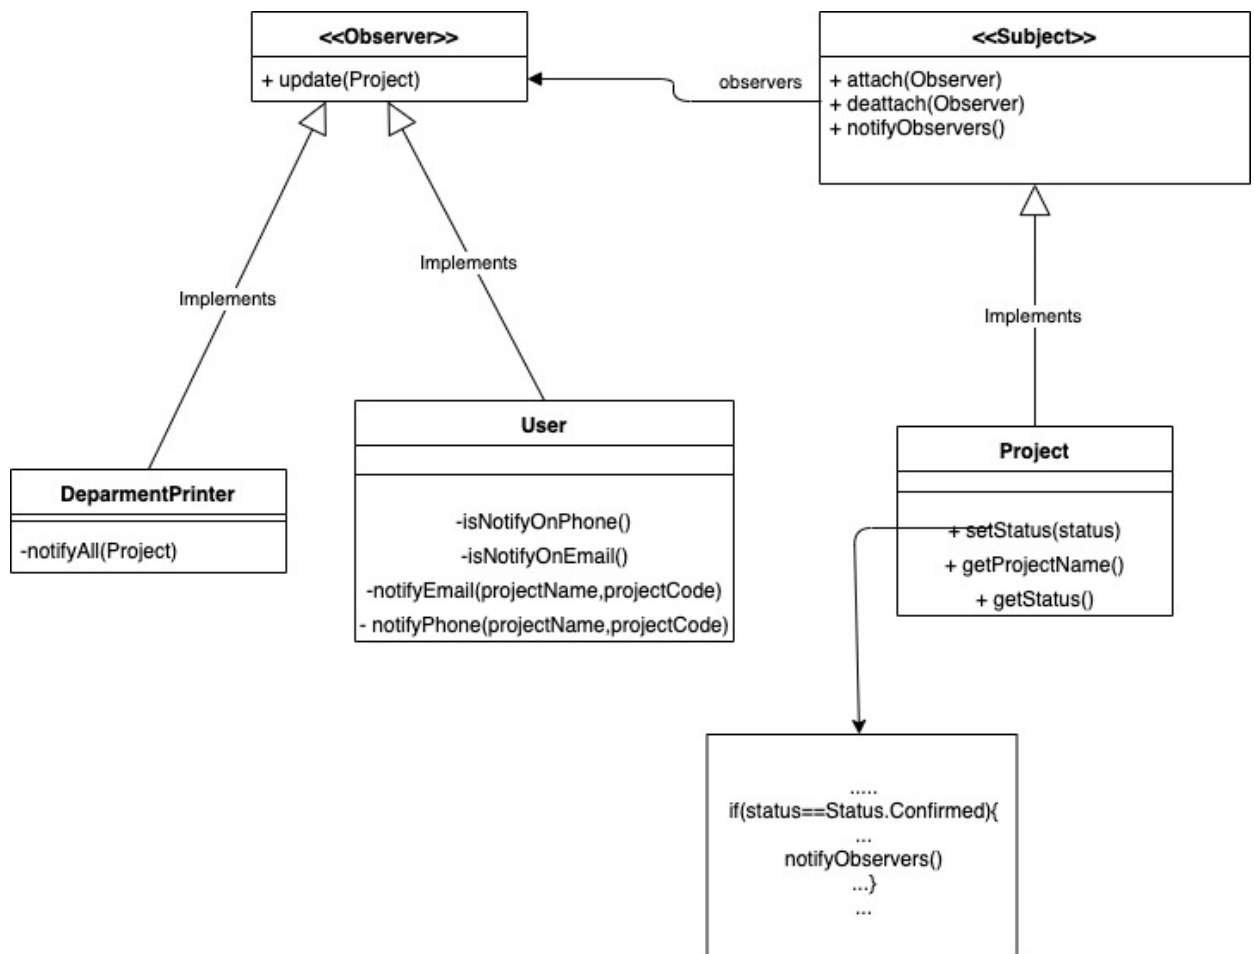 <<Observer>>
+ update(Project)
observers
<<Subject>>
+ attach(Observer)
+ deattach(Observer)
+ notifyObservers()
Implements
Implements
Implements
DeparmentPrinter
-notifyAll(Project)
User
-isNotifyOnPhone()
-isNotifyOnEmail()
-notifyEmail(projectName,projectCode)
- notifyPhone(projectName,projectCode)
Project
+ setStatus(status)
+ getProjectName()
+ getStatus()
.....
if(status==Status.Confirmed){
...
notifyObservers()
...}
...